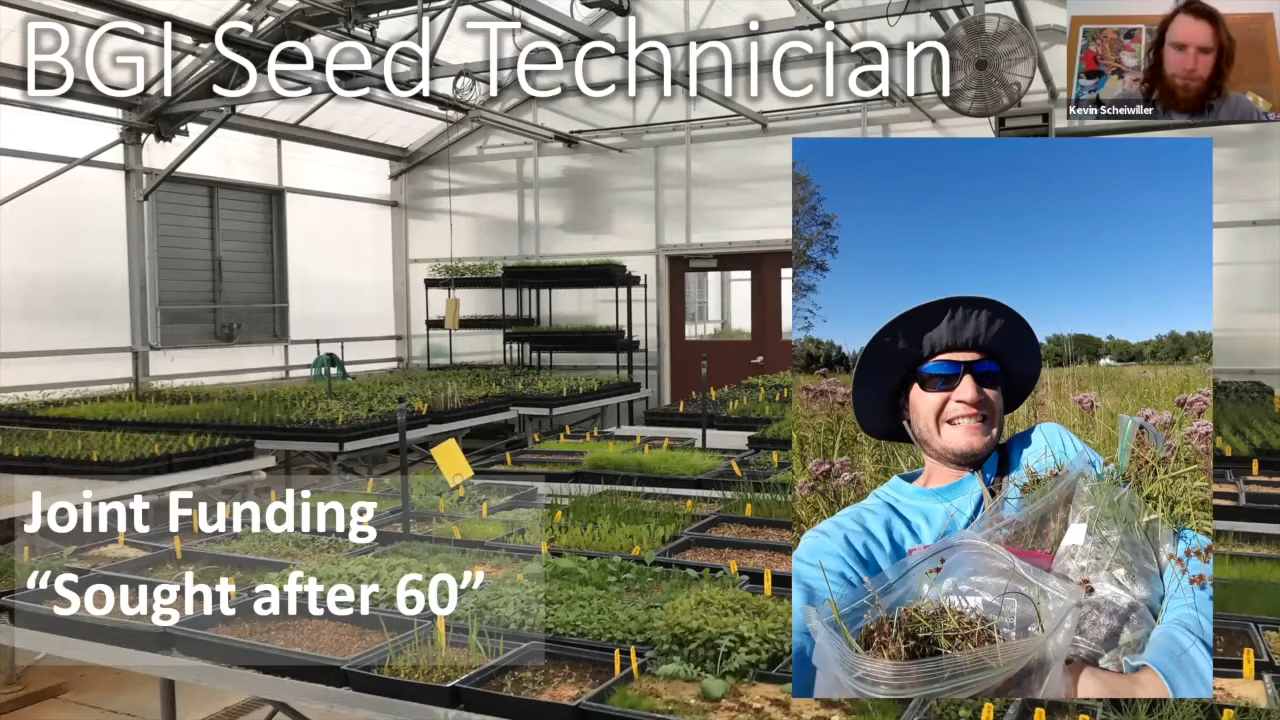 BGI Seed Technician
Kevin Scheiwiller
Joint Funding
“Sought after 60”